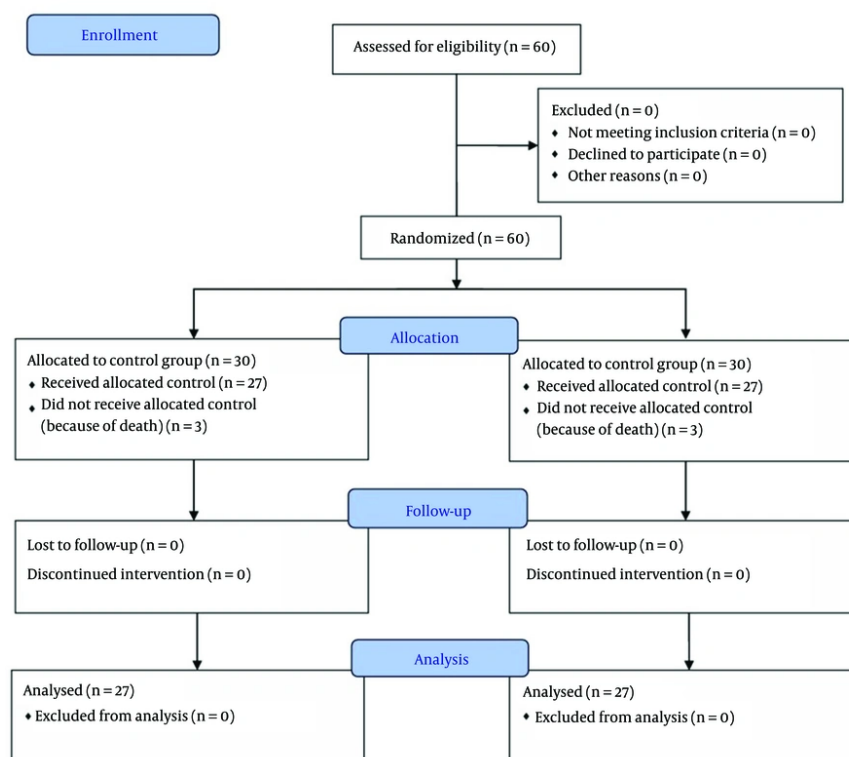 Enrollment
Assessed for eligibility (n = 60)
Excluded (n = 0)
♦ Not meeting inclusion criteria (n = 0)
♦ Declined to participate (n = 0)
♦ Other reasons (n = 0)
Randomized (n = 60)
Allocation
Allocated to control group (n = 30)
♦ Received allocated control (n = 27)
♦ Did not receive allocated control
(because of death) (n = 3)
Allocated to control group (n = 30)
♦ Received allocated control (n = 27)
♦ Did not receive allocated control
(because of death) (n = 3)
Follow-up
Lost to follow-up (n = 0)
Discontinued intervention (n = 0)
Lost to follow-up (n = 0)
Discontinued intervention (n = 0)
Analysis
Analysed (n = 27)
♦ Excluded from analysis (n = 0)
Analysed (n = 27)
♦ Excluded from analysis (n = 0)